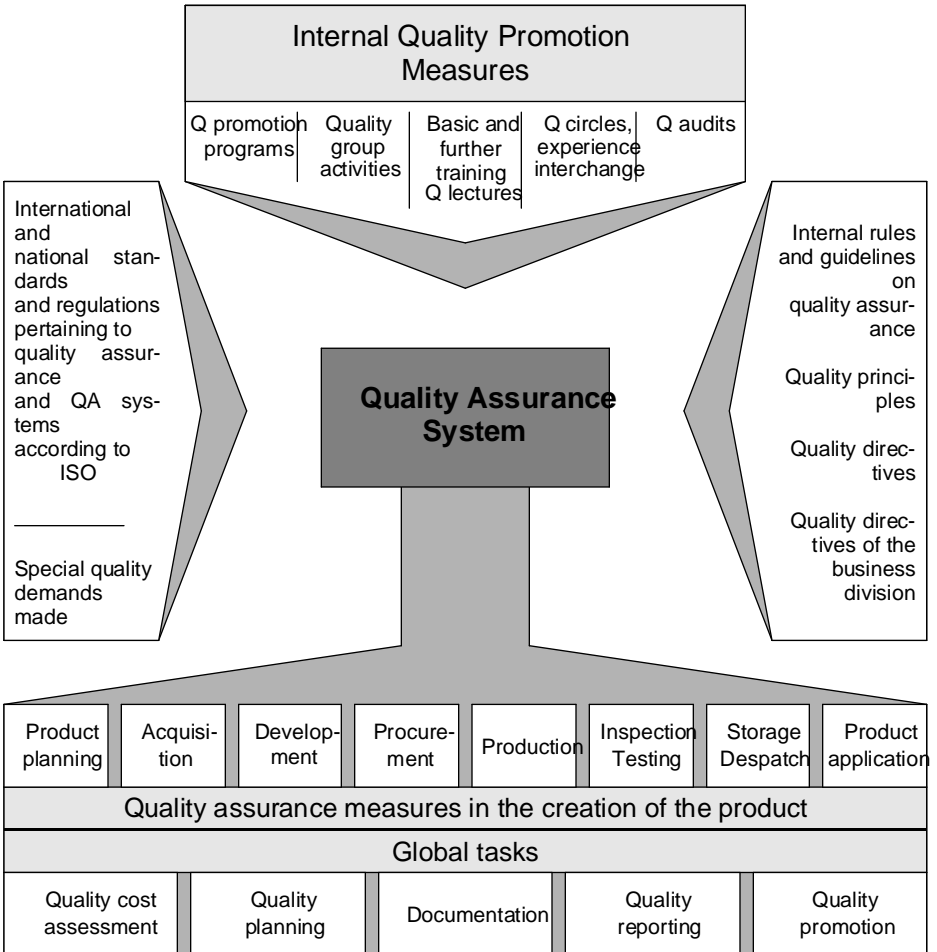 Internal Quality Promotion
Measures
Q promotion
programs
Quality
group
activities
Basic and
further
training
Q lectures
Q circles,
experience
interchange
Q audits
International
and
national stan-
dards
and regulations
pertaining to
quality assur-
ance
and QA sys-
tems
according to
ISO
Special quality
demands
made
Quality Assurance
System
Internal rules
and guidelines
on
quality assur-
ance
Quality princi-
ples
Quality direc-
tives
Quality direc-
tives of the
business
division
Product
planning
Acquisi-
tion
Develop-
ment
Procure-
ment
Production
Inspection
Testing
Storage
Despatch
Product
application
Quality assurance measures in the creation of the product
Global tasks
Quality cost
assessment
Quality
planning
Documentation
Quality
reporting
Quality
promotion